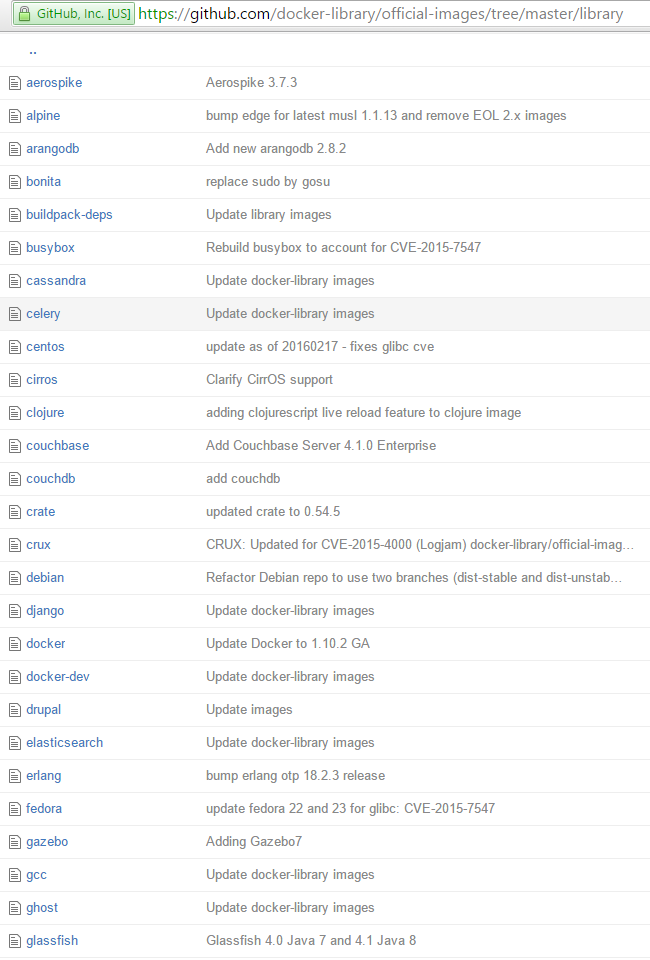 GitHub, Inc. [US] https://github.com/docker-library/official-images/tree/master/library
..
aerospike Aerospike 3.7.3
alpine bump edge for latest musl 1.1.13 and remove EOL 2.x images
arangodb Add new arangodb 2.8.2
bonita replace sudo by gosu
buildpack-deps Update library images
busybox Rebuild busybox to account for CVE-2015-7547
cassandra Update docker-library images
celery Update docker-library images
centos update as of 20160217 - fixes glibc cve
cirros Clarify CirrOS support
clojure adding clojurescript live reload feature to clojure image
couchbase Add Couchbase Server 4.1.0 Enterprise
couchdb add couchdb
crate updated crate to 0.54.5
crux CRUX: Updated for CVE-2015-4000 (Logjam) docker-library/official-imag...
debian Refactor Debian repo to use two branches (dist-stable and dist-unstab...
django Update docker-library images
docker Update Docker to 1.10.2 GA
docker-dev Update docker-library images
drupal Update images
elasticsearch Update docker-library images
erlang bump erlang otp 18.2.3 release
fedora update fedora 22 and 23 for glibc: CVE-2015-7547
gazebo Adding Gazebo7
gcc Update docker-library images
ghost Update docker-library images
glassfish Glassfish 4.0 Java 7 and 4.1 Java 8